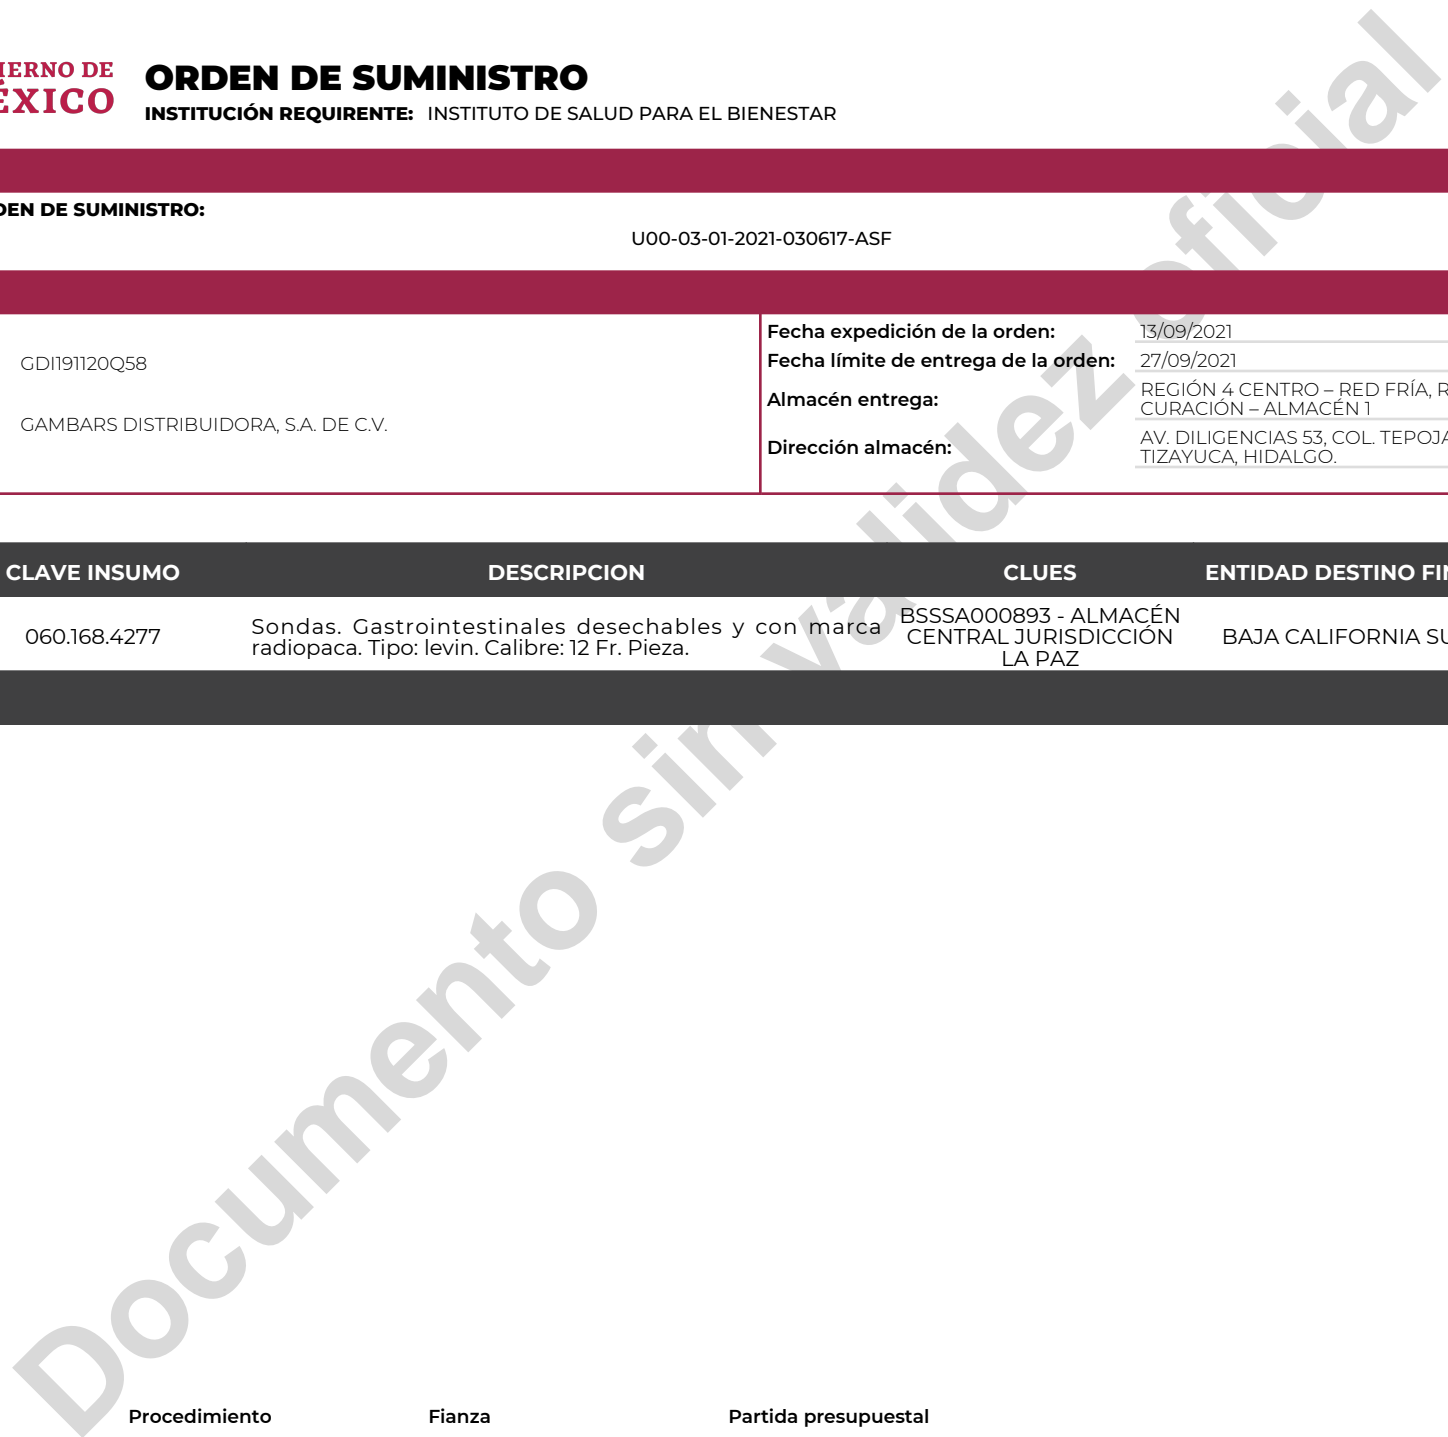 IERNO DE
ÉXICO
ORDEN DE SUMINISTRO
INSTITUCIÓN REQUIRENTE: INSTITUTO DE SALUD PARA EL BIENESTAR
DEN DE SUMINISTRO:
U00-03-01-2021-030617-ASF
GDI191120Q58
GAMBARS DISTRIBUIDORA, S.A. DE C.V.
Fecha expedición de la orden: 13/09/2021
Fecha límite de entrega de la orden: 27/09/2021
Almacén entrega: REGIÓN 4 CENTRO – RED FRÍA, R
CURACIÓN – ALMACÉN 1
Dirección almacén: AV. DILIGENCIAS 53, COL. TEPOJA
TIZAYUCA, HIDALGO.
CLAVE INSUMO DESCRIPCION CLUES ENTIDAD DESTINO FIN
060.168.4277 Sondas. Gastrointestinales desechables y con marca radiopaca. Tipo: levin. Calibre: 12 Fr. Pieza.
BSSSA000893 - ALMACÉN
CENTRAL JURISDICCIÓN
LA PAZ
BAJA CALIFORNIA SU
Documento sin validez oficial
Procedimiento Fianza Partida presupuestal